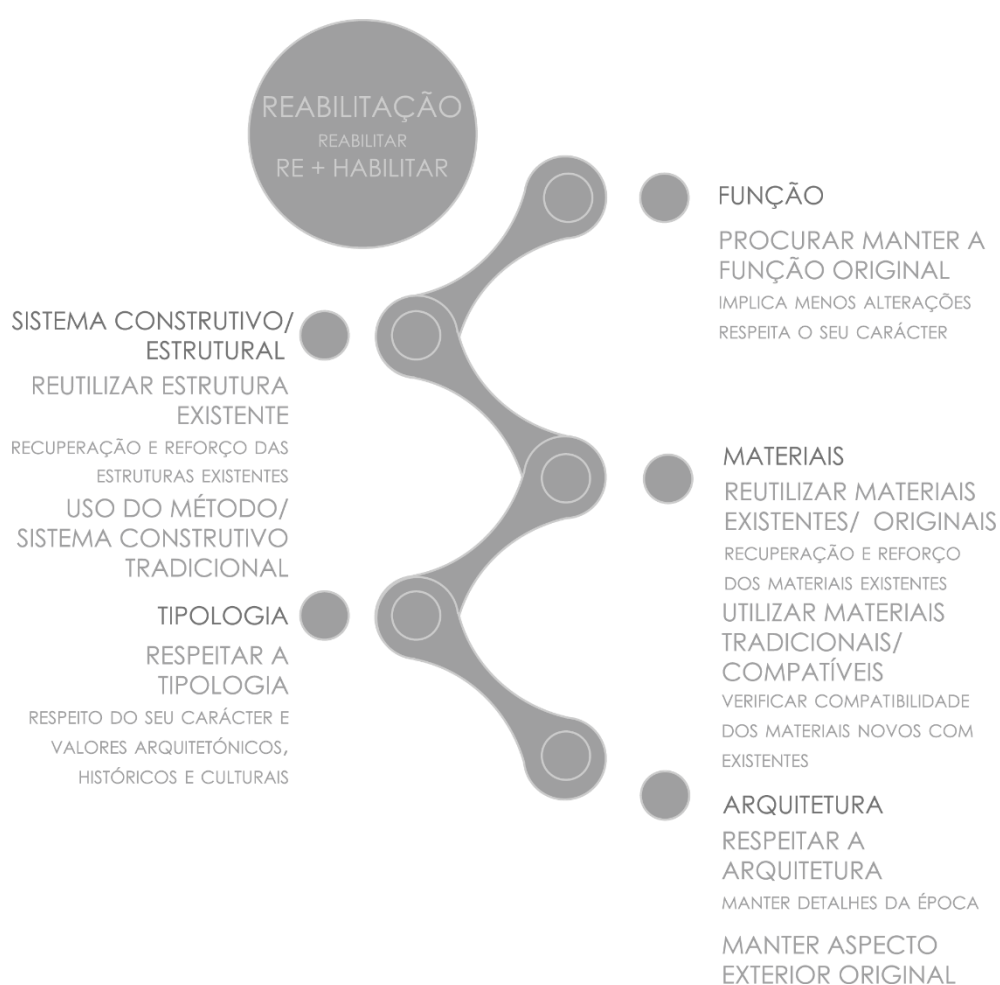 REABILITAÇÃO
REABILITAR
RE + HABILITAR
FUNÇÃO
PROCURAR MANTER A
FUNÇÃO ORIGINAL
IMPLICA MENOS ALTERAÇÕES
RESPEITA O SEU CARÁCTER
SISTEMA CONSTRUTIVO/
ESTRUTURAL
REUTILIZAR ESTRUTURA
EXISTENTE
RECUPERAÇÃO E REFORÇO DAS
ESTRUTURAS EXISTENTES
USO DO MÉTODO/
SISTEMA CONSTRUTIVO
TRADICIONAL
MATERIAIS
REUTILIZAR MATERIAIS
EXISTENTES/ ORIGINAIS
RECUPERAÇÃO E REFORÇO
DOS MATERIAIS EXISTENTES
UTILIZAR MATERIAIS
TRADICIONAIS/
COMPATÍVEIS
VERIFICAR COMPATIBILIDADE
DOS MATERIAIS NOVOS COM
EXISTENTES
TIPOLOGIA
RESPEITAR A
TIPOLOGIA
RESPEITO DO SEU CARÁCTER E
VALORES ARQUITETÓNICOS,
HISTÓRICOS E CULTURAIS
ARQUITETURA
RESPEITAR A
ARQUITETURA
MANTER DETALHES DA ÉPOCA
MANTER ASPECTO
EXTERIOR ORIGINAL